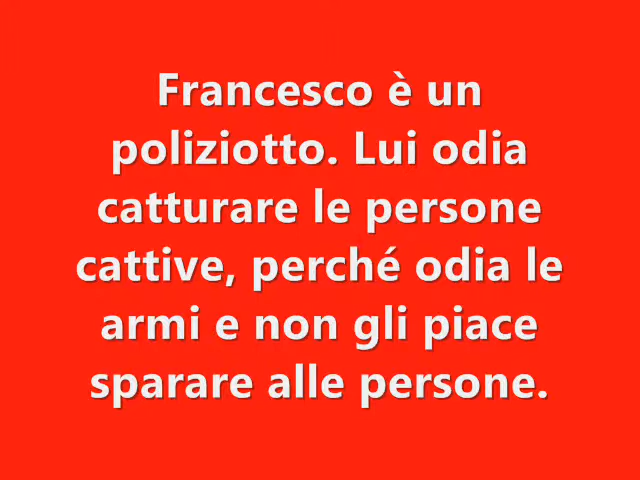 Francesco è un
poliziotto. Lui odia
catturare le persone
cattive, perché odia le
armi e non gli piace
sparare alle persone.